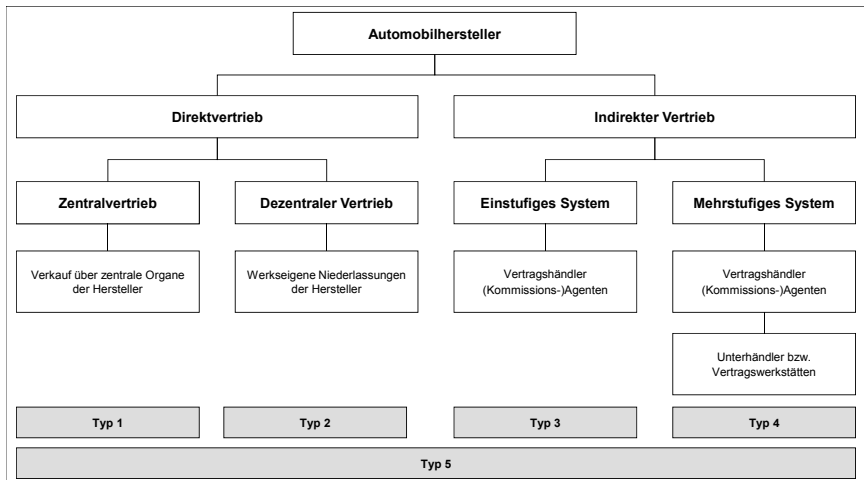 Automobilhersteller
Direktvertrieb
Indirekter Vertrieb
Zentralvertrieb
Dezentraler Vertrieb
Einstufiges System
Mehrstufiges System
Verkauf über zentrale Organe
der Hersteller
Werkseigene Niederlassungen
der Hersteller
Vertragshändler
(Kommissions-)Agenten
Vertragshändler
(Kommissions-)Agenten
Unterhändler bzw.
Vertragswerkstätten
Typ 1
Typ 2
Typ 3
Typ 4
Typ 5